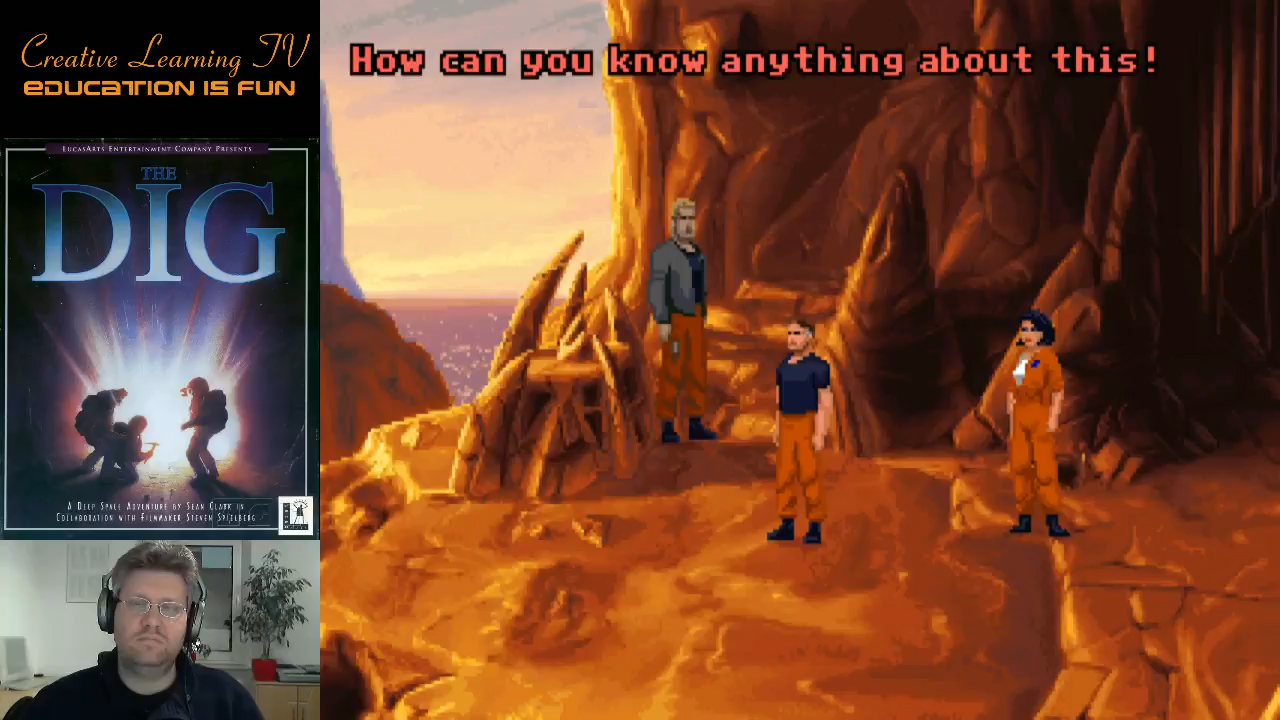 Creative Learning TV
EDUCATION IS FUN
LucasArts Entertainment Company Presents
THE
DIG
A Deep Space Adventure by Sean Clark in
Collaboration with Filmmaker Steven Spielberg
How can you know anything about this!